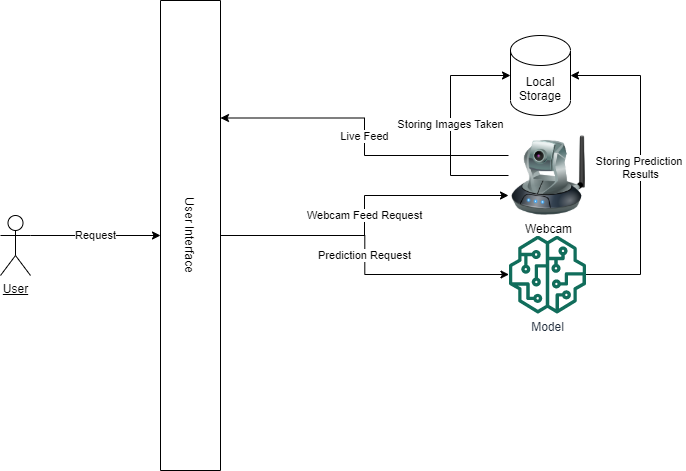 Local
Storage
Storing Images Taken
Live Feed
Storing Prediction
Results
User Interface
Webcam Feed Request
Webcam
Request
Prediction Request
User
Model